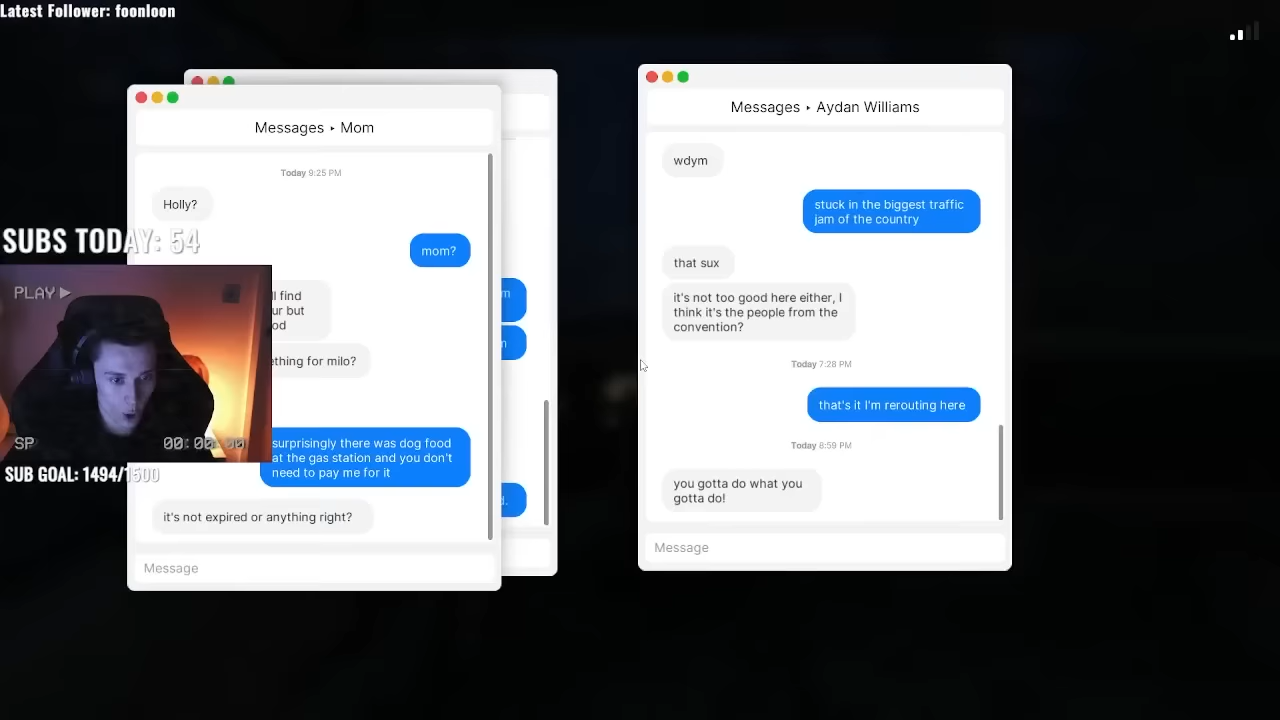 Latest Follower: foonloon
Messages ▸ Mom
Today 9:25 PM
Holly?
mom?
ll find
ur but
od
ething for milo?
surprisingly there was dog food
at the gas station and you don't
need to pay me for it
it's not expired or anything right?
Message
m
n
d.
Messages ▸ Aydan Williams
wdym
stuck in the biggest traffic
jam of the country
that sux
it's not too good here either, I
think it's the people from the
convention?
Today 7:28 PM
that's it I'm rerouting here
Today 8:59 PM
you gotta do what you
gotta do!
Message
SUBS TODAY: 54
PLAY
SP
SUB GOAL: 1494/1500